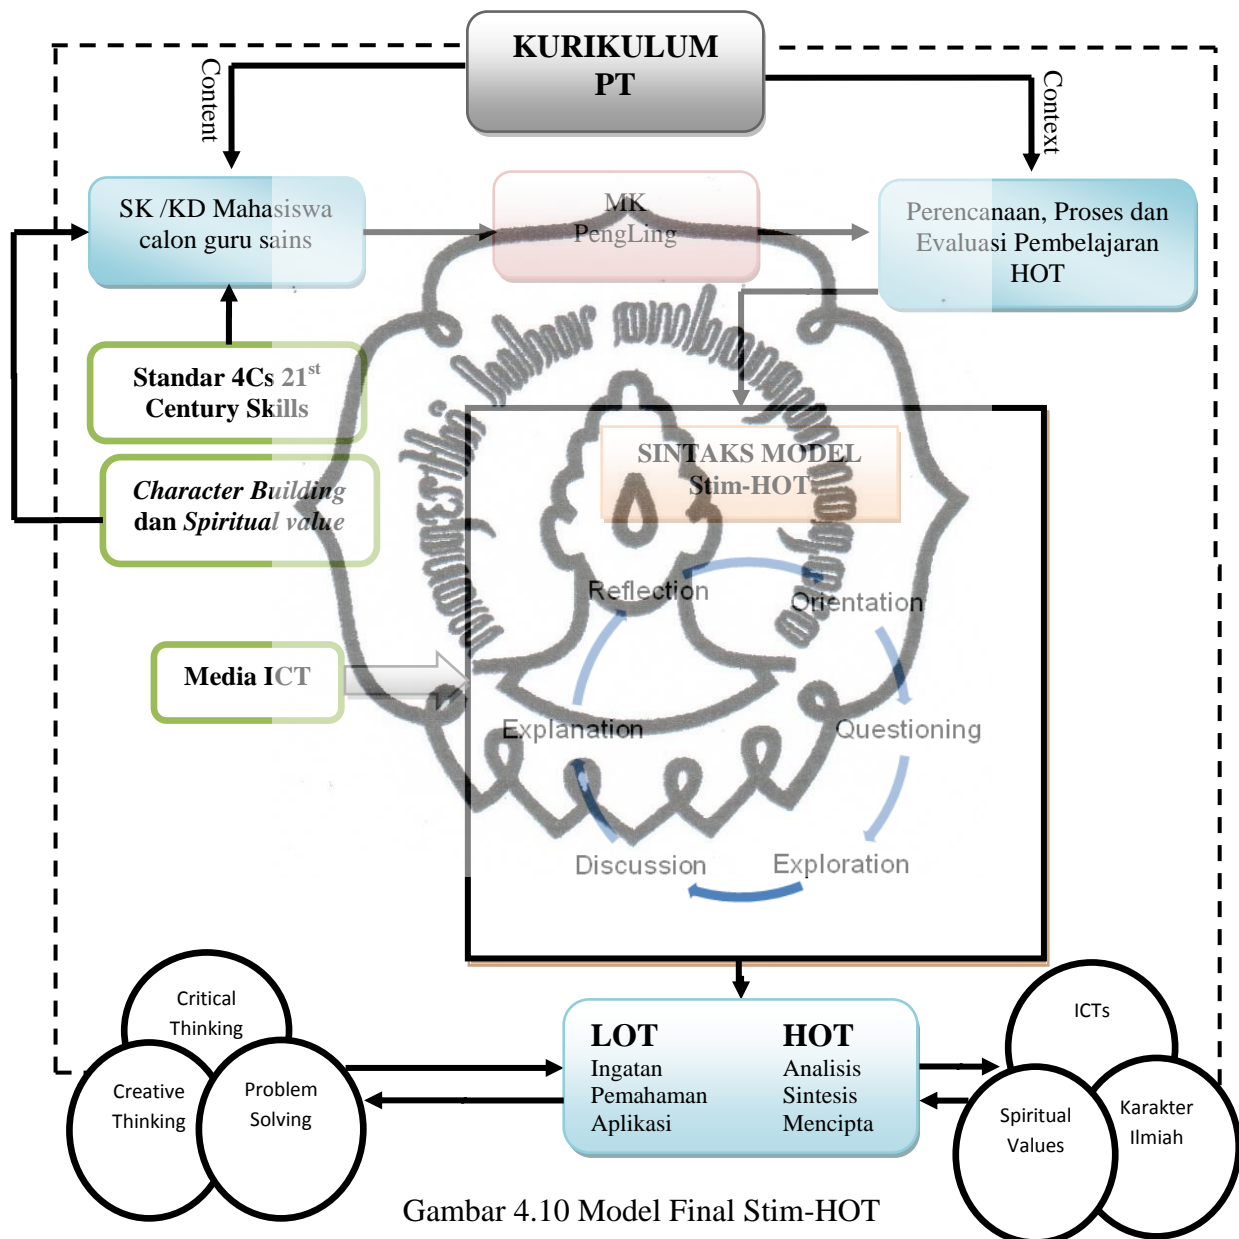 KURIKULUM
PT
Content
Context
SK /KD Mahasiswa
calon guru sains
MK
PengLing
Perencanaan, Proses dan
Evaluasi Pembelajaran
HOT
Standar 4Cs 21st
Century Skills
Character Building
dan Spiritual value
SINTAKS MODEL
Stim-HOT
Reflection
Orientation
Media ICT
Explanation
Questioning
Discussion
Exploration
Critical
Thinking
Creative
Thinking
Problem
Solving
LOT
Ingatan
Pemahaman
Aplikasi
HOT
Analisis
Sintesis
Mencipta
ICTs
Spiritual
Values
Karakter
Ilmiah
Gambar 4.10 Model Final Stim-HOT